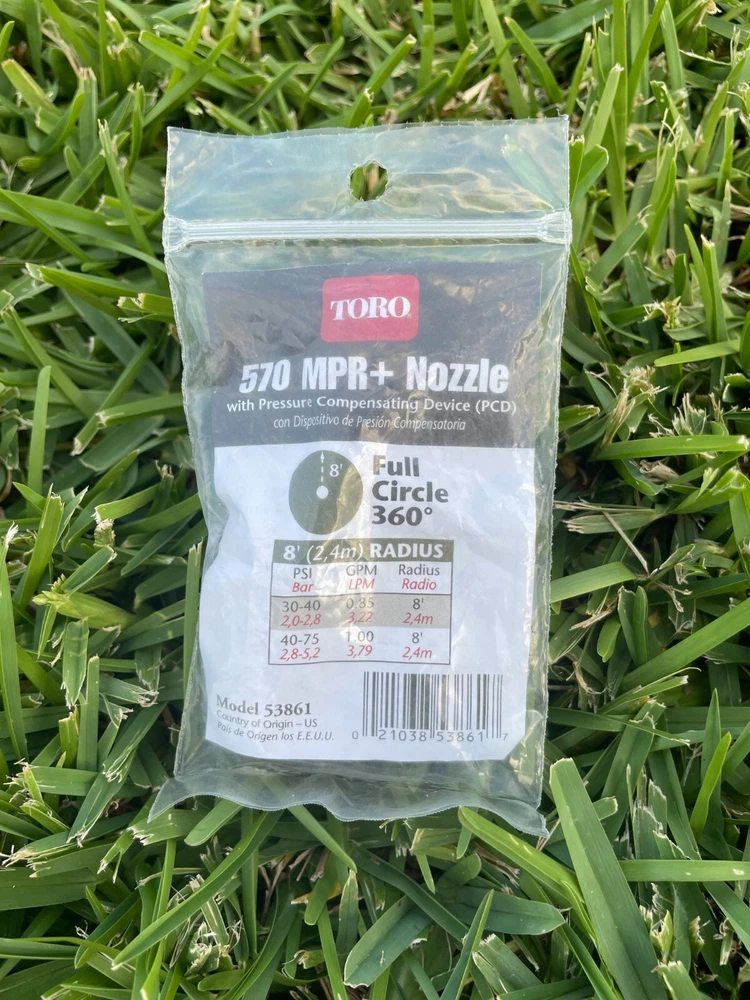 TORO
570 MPR+ Nozzle
with Pressure Compensating Device (PCD)
con Dispositivo de Presión Compensatoria
8'
Full
Circle
360°
8' (2,4m) RADIUS
PSI GPM Radius
Bar LPM Radio
30-40 0.85 8'
2,0-2,8 3,22 2,4m
40-75 1.00 8'
2,8-5,2 3,79 2,4m
Model 53861
Country of Origin – US
País de Origen los E.E.U.U.
0 21038 53861 7